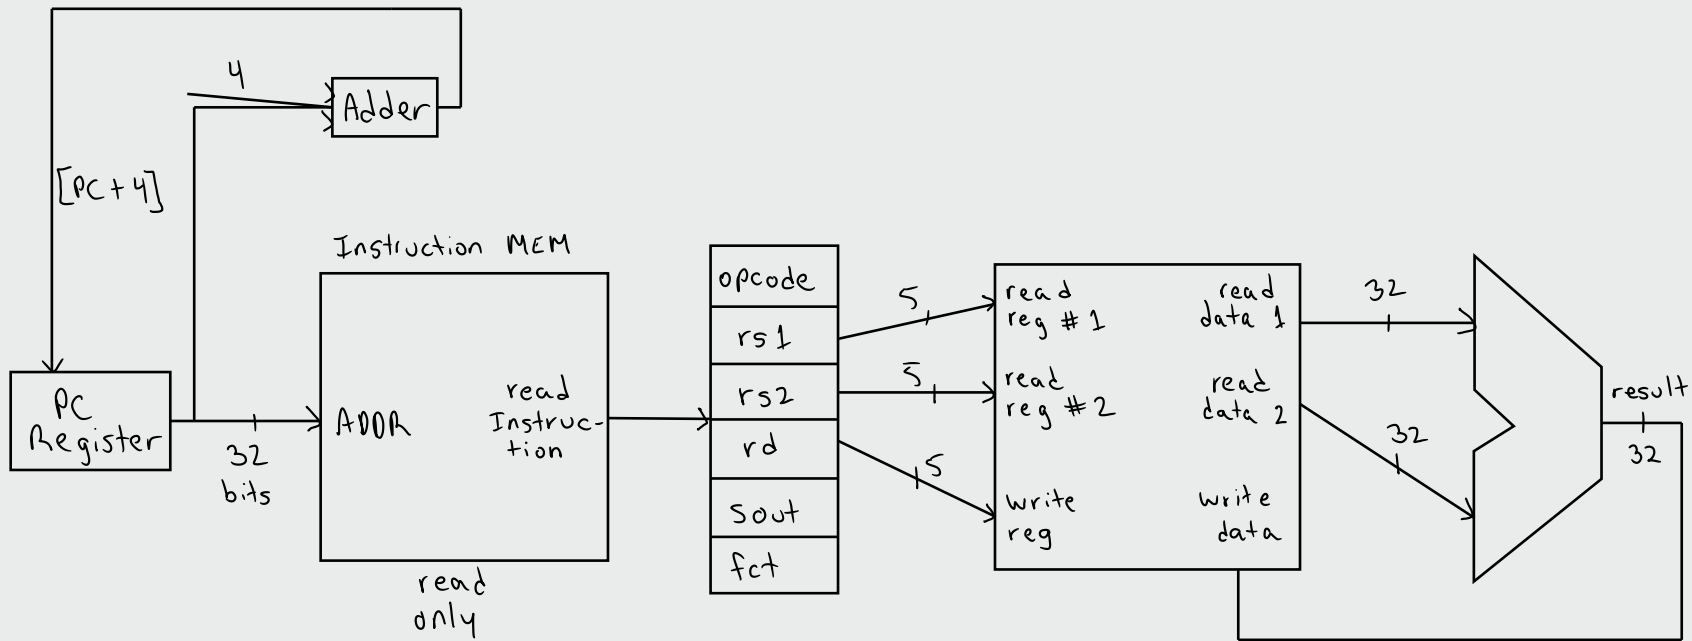 4
Adder
[PC + 4]
Instruction MEM
PC
Register
32
bits
ADDR
read
Instruc-
tion
read
only
opcode
rs1
rs2
rd
sout
fct
5
5
5
read
reg # 1
read
reg # 2
write
reg
read
data 1
read
data 2
write
data
32
32
result
32